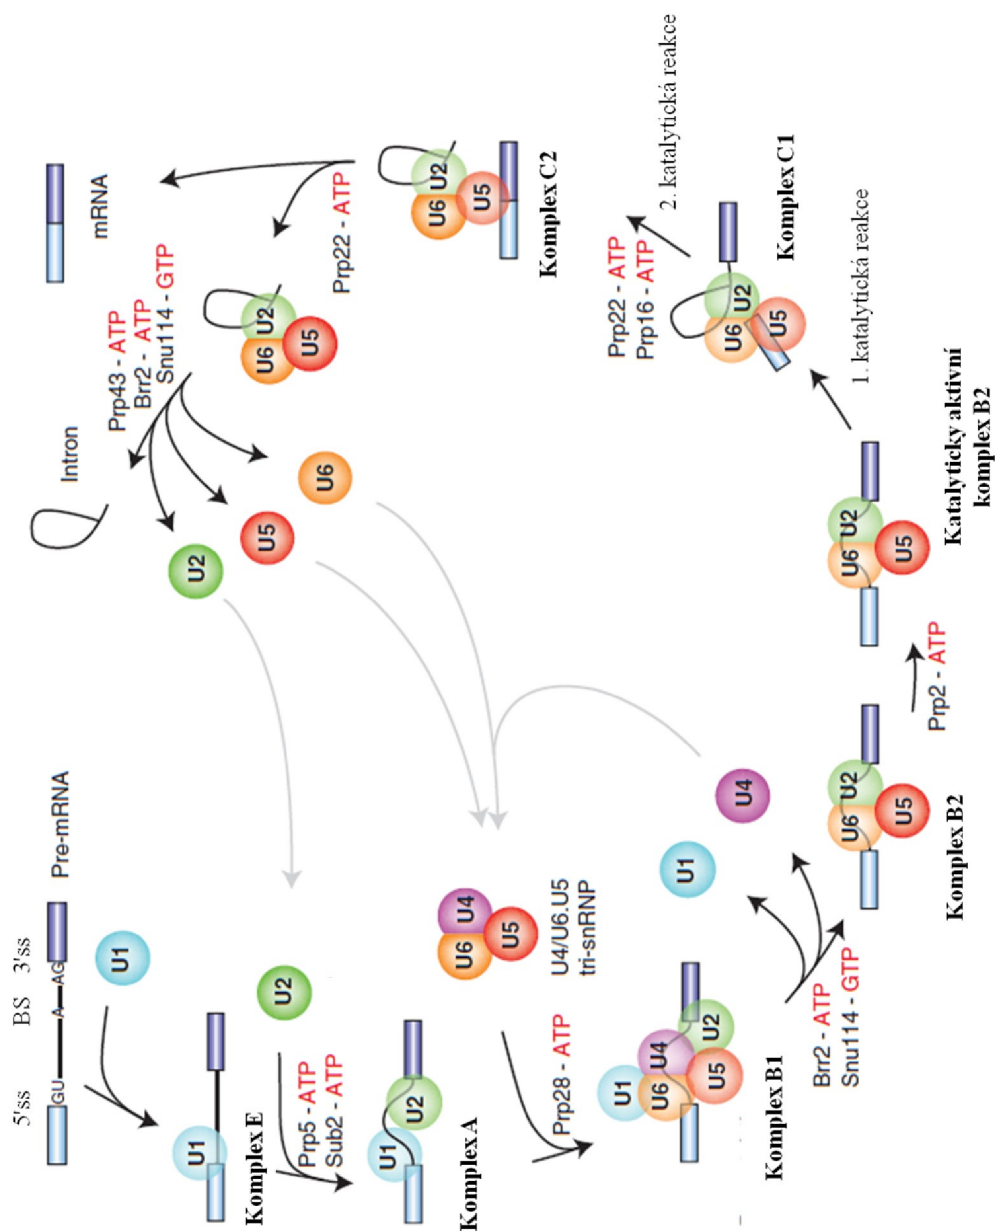 5'ss
BS
3'ss
GU
A
AG
Pre-mRNA
U1
U1
Komplex E
U2
Prp5 - ATP
Sub2 - ATP
U1
U2
Komplex A
U4
U6
U5
U4/U6.U5
tri-snRNP
Prp28 - ATP
U1
U4
U6
U2
U5
Komplex B1
U1
U4
Brr2 - ATP
Snu114 - GTP
U6
U2
U5
Komplex B2
Prp2 - ATP
U6
U2
U5
Katalyticky aktivní
komplex B2
1. katalytická reakce
U6
U2
U5
Komplex C1
Prp22 - ATP
Prp16 - ATP
2. katalytická reakce
U6
U2
U5
Komplex C2
Prp22 - ATP
mRNA
U6
U2
U5
Prp43 - ATP
Brr2 - ATP
Snu114 - GTP
Intron
U2
U5
U6